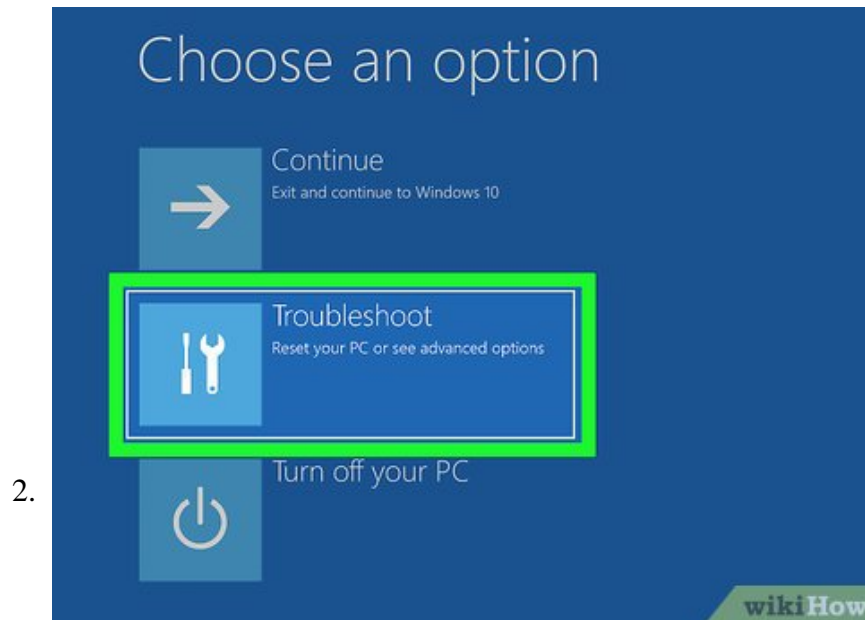 Choose an option
Continue
Exit and continue to Windows 10
Troubleshoot
Reset your PC or see advanced options
Turn off your PC
2.
wikiHow